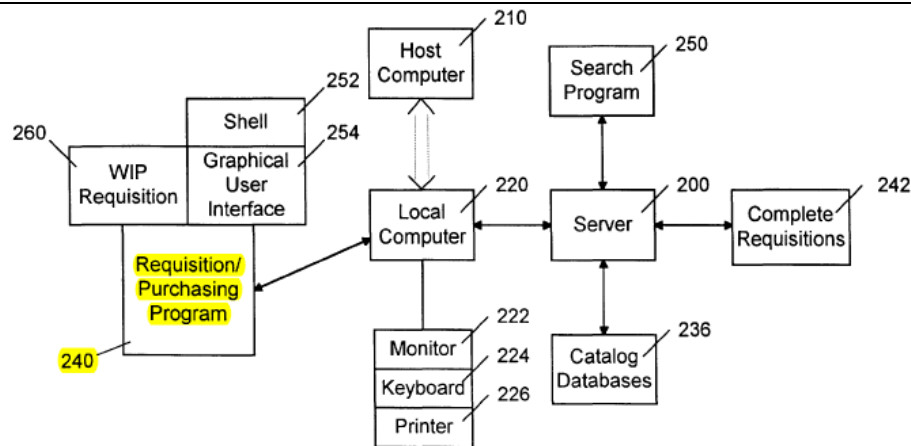 210
Host
Computer
250
Search
Program
252
Shell
254
260
WIP
Requisition
Graphical
User
Interface
220
Local
Computer
200
Server
242
Complete
Requisitions
Requisition/
Purchasing
Program
240
222
Monitor
224
Keyboard
226
Printer
236
Catalog
Databases